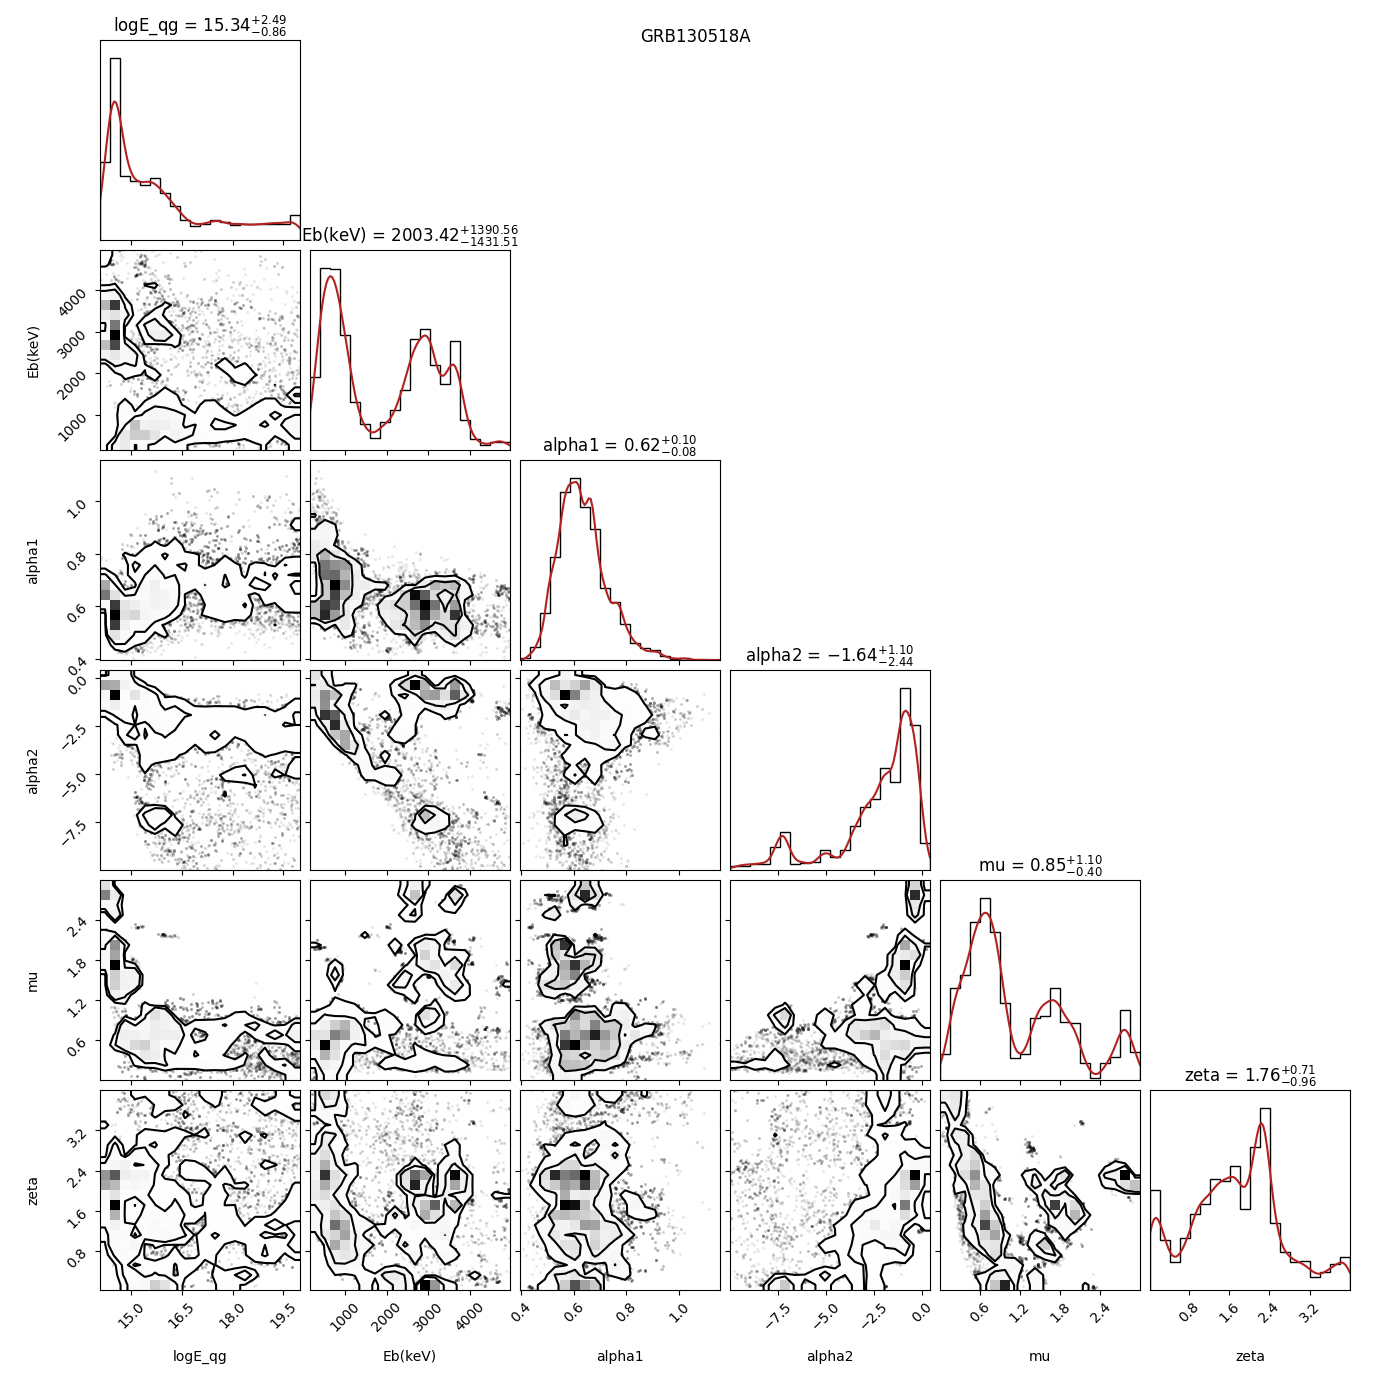 logE_qg = 15.34^{+2.49}_{−0.86}
GRB130518A
Eb(keV) = 2003.42^{+1390.56}_{−1431.51}
4000
3000
2000
1000
Eb(keV)
alpha1 = 0.62^{+0.10}_{−0.08}
1.0
0.8
0.6
0.4
alpha1
alpha2 = −1.64^{+1.10}_{−2.44}
0.0
−2.5
−5.0
−7.5
alpha2
mu = 0.85^{+1.10}_{−0.40}
2.4
1.8
1.2
0.6
mu
zeta = 1.76^{+0.71}_{−0.96}
3.2
2.4
1.6
0.8
zeta
15.0 16.5 18.0 19.5 1000 2000 3000 4000 0.4 0.6 0.8 1.0 −7.5 −5.0 −2.5 0.0 0.6 1.2 1.8 2.4 0.8 1.6 2.4 3.2
logE_qg Eb(keV) alpha1 alpha2 mu zeta